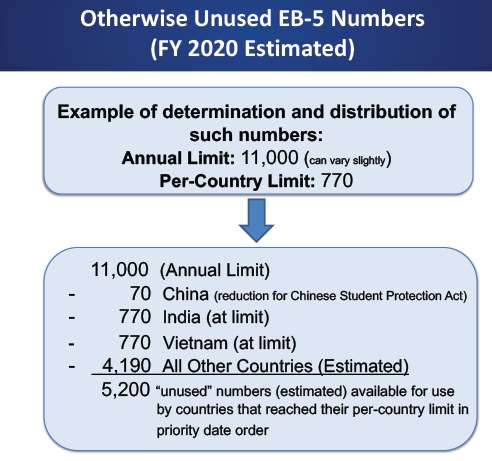 Otherwise Unused EB-5 Numbers
(FY 2020 Estimated)
Example of determination and distribution of
such numbers:
Annual Limit: 11,000 (can vary slightly)
Per-Country Limit: 770
11,000 (Annual Limit)
- 70 China (reduction for Chinese Student Protection Act)
- 770 India (at limit)
- 770 Vietnam (at limit)
- 4,190 All Other Countries (Estimated)
5,200 “unused” numbers (estimated) available for use
by countries that reached their per-country limit in
priority date order